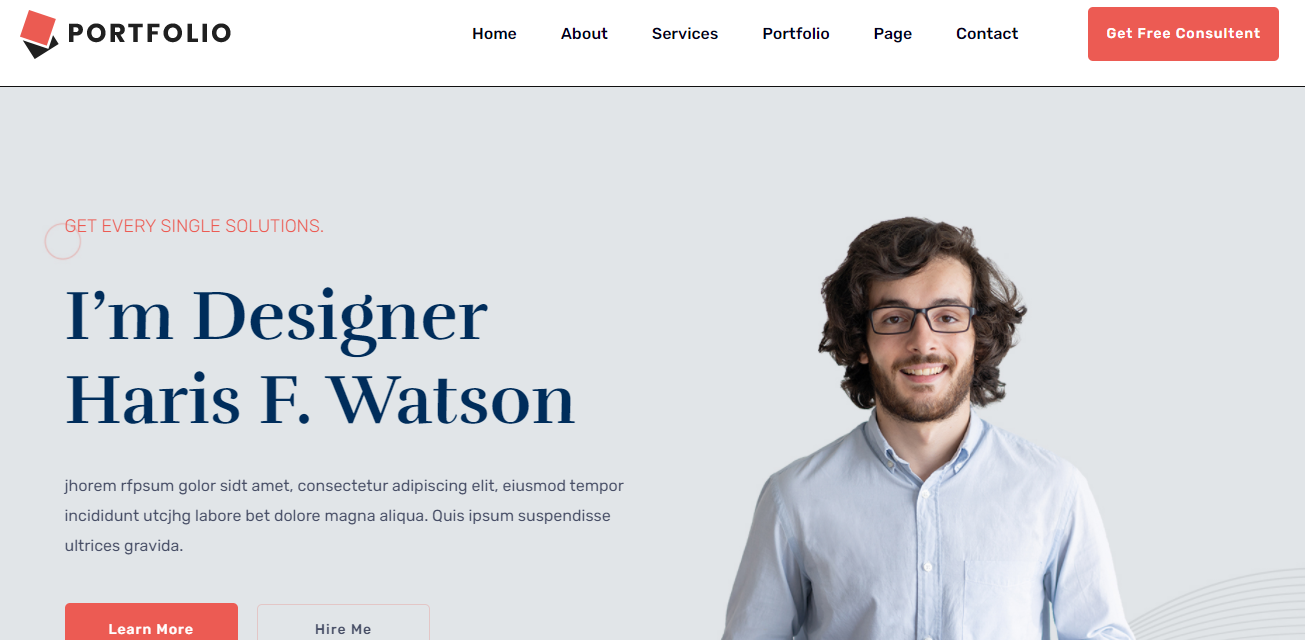 PORTFOLIO
Home About Services Portfolio Page Contact
Get Free Consultent
GET EVERY SINGLE SOLUTIONS.
I’m Designer
Haris F. Watson
jhorem rfpsum golor sidt amet, consectetur adipiscing elit, eiusmod tempor
incididunt utcjhg labore bet dolore magna aliqua. Quis ipsum suspendisse
ultrices gravida.
Learn More
Hire Me